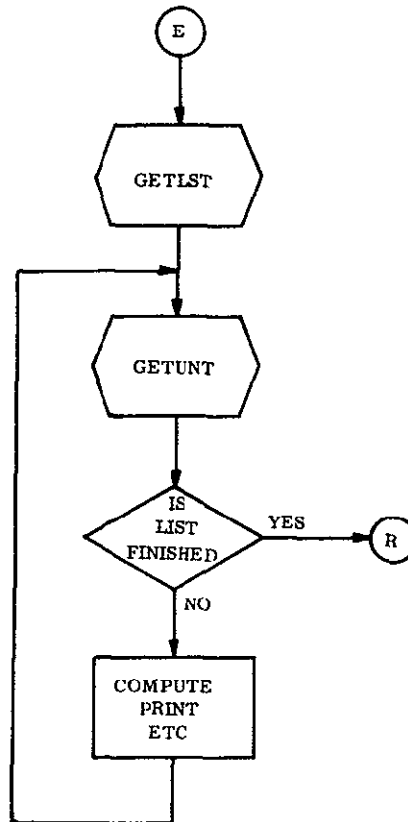 E
GETLST
GETUNT
IS
LIST
FINISHED
YES
R
NO
COMPUTE
PRINT
ETC